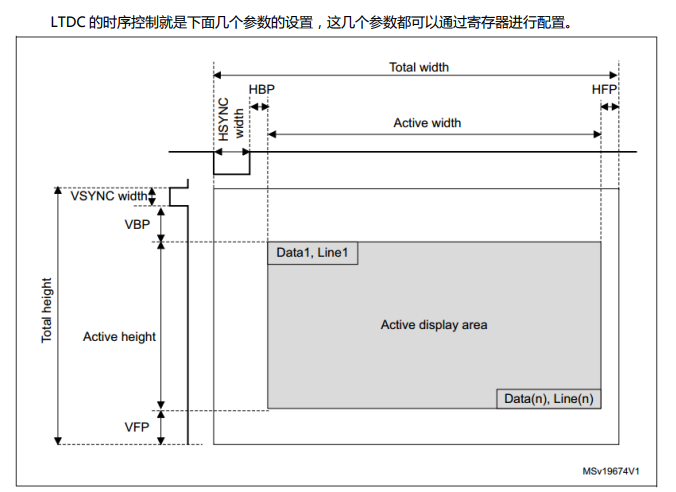 LTDC 的时序控制就是下面几个参数的设置，这几个参数都可以通过寄存器进行配置。
Total width
HBP
HFP
HSYNC
width
Active width
VSYNC width
VBP
Data1, Line1
Total height
Active height
Active display area
Data(n), Line(n)
VFP
MSv19674V1